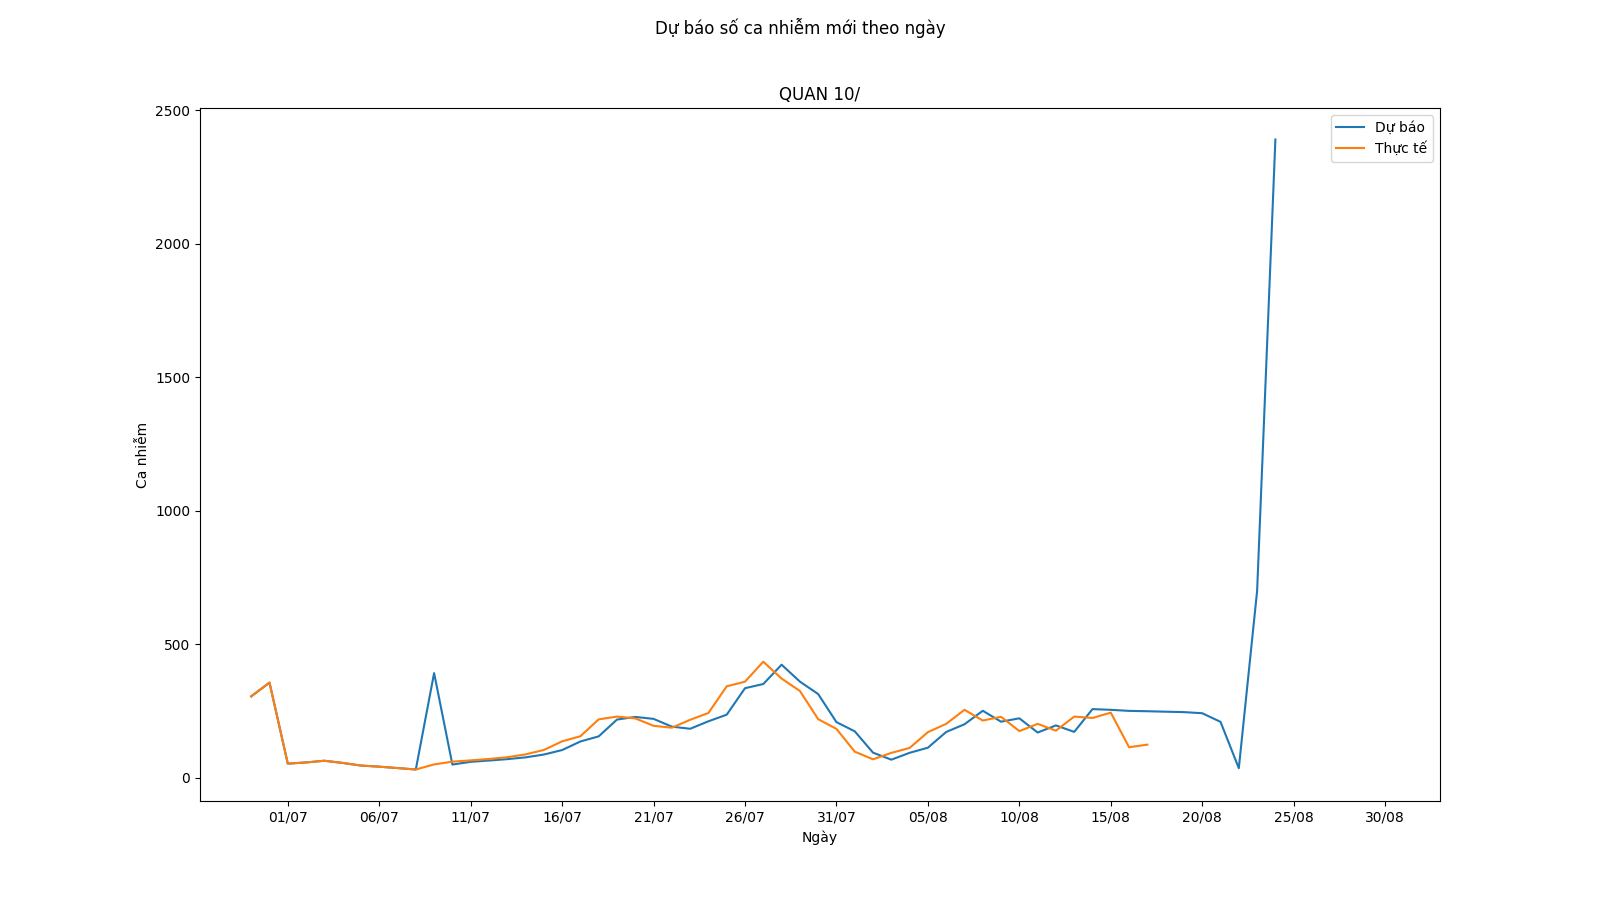 Dự báo số ca nhiễm mới theo ngày
QUAN 10/
2500
2000
1500
1000
500
0
Ca nhiễm
Dự báo
Thực tế
01/07 06/07 11/07 16/07 21/07 26/07 31/07 05/08 10/08 15/08 20/08 25/08 30/08
Ngày